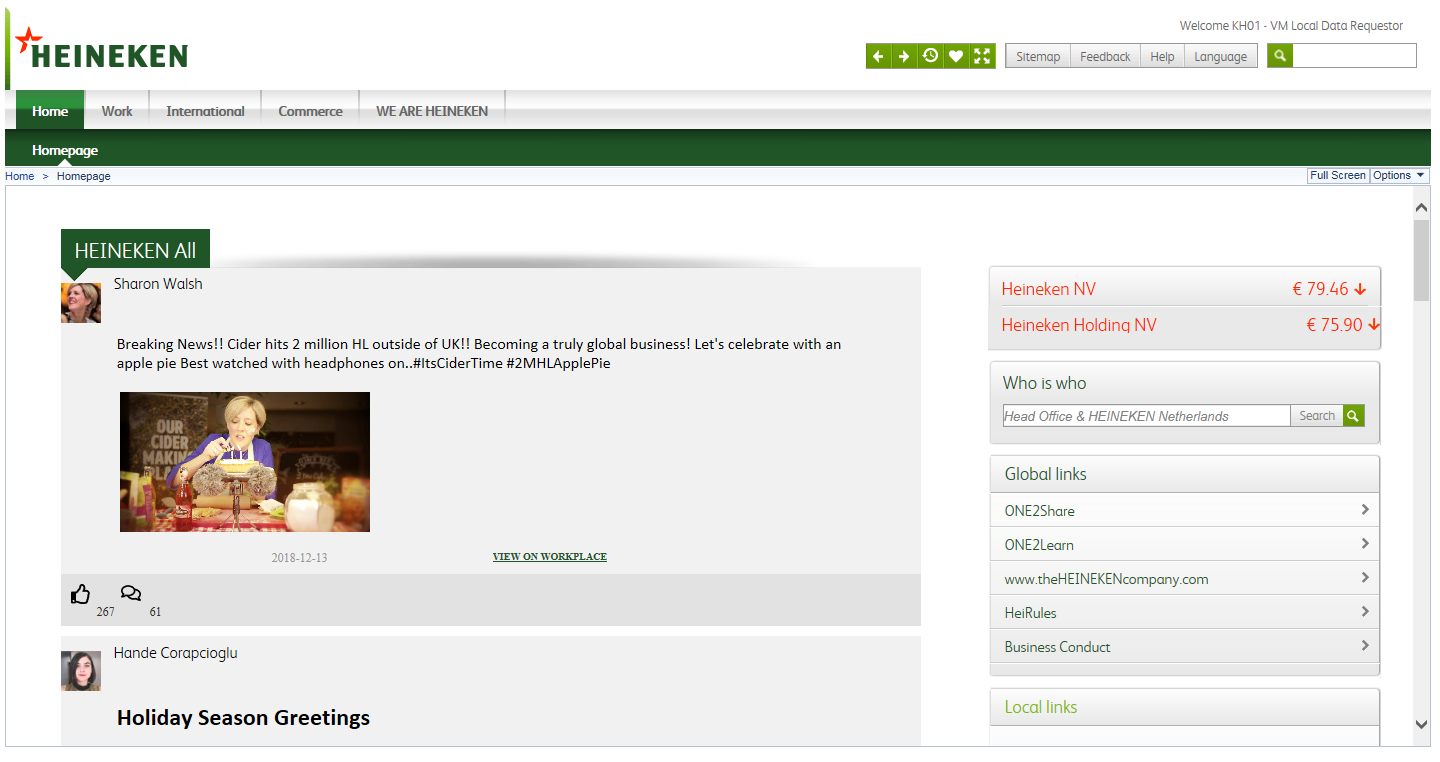 Welcome KH01 - VM Local Data Requestor
HEINEKEN
Sitemap Feedback Help Language
Home Work International Commerce WE ARE HEINEKEN
Homepage
Home > Homepage
Full Screen Options
HEINEKEN All
Sharon Walsh
Breaking News!! Cider hits 2 million HL outside of UK!! Becoming a truly global business! Let's celebrate with an
apple pie Best watched with headphones on..#ItsCiderTime #2MHLApplePie
OUR
CIDER
MAKIN
2018-12-13 VIEW ON WORKPLACE
267 61
Hande Corapcioglu
Holiday Season Greetings
Heineken NV € 79.46
Heineken Holding NV € 75.90
Who is who
Head Office & HEINEKEN Netherlands Search
Global links
ONE2Share
ONE2Learn
www.theHEINEKENcompany.com
HeiRules
Business Conduct
Local links